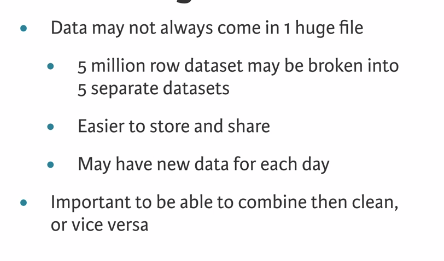 Data may not always come in 1 huge file
5 million row dataset may be broken into
5 separate datasets
Easier to store and share
May have new data for each day
Important to be able to combine then clean,
or vice versa